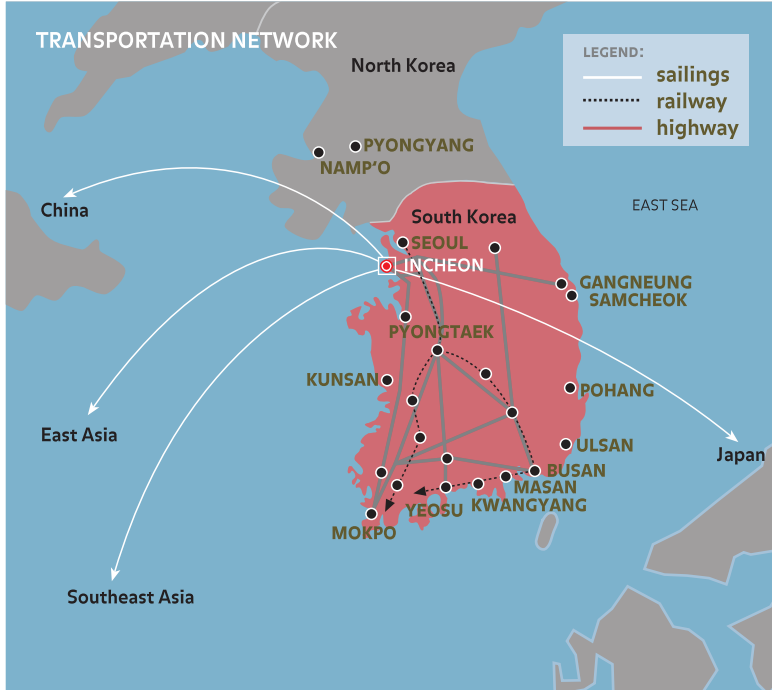 TRANSPORTATION NETWORK
LEGEND:
sailings
railway
highway
North Korea
PYONGYANG
NAMP'O
China
EAST SEA
South Korea
SEOUL
INCHEON
GANGNEUNG
SAMCHEOK
PYONGTAEK
KUNSAN
POHANG
East Asia
ULSAN
Japan
BUSAN
MASAN
KWANGYANG
YEOSU
MOKPO
Southeast Asia